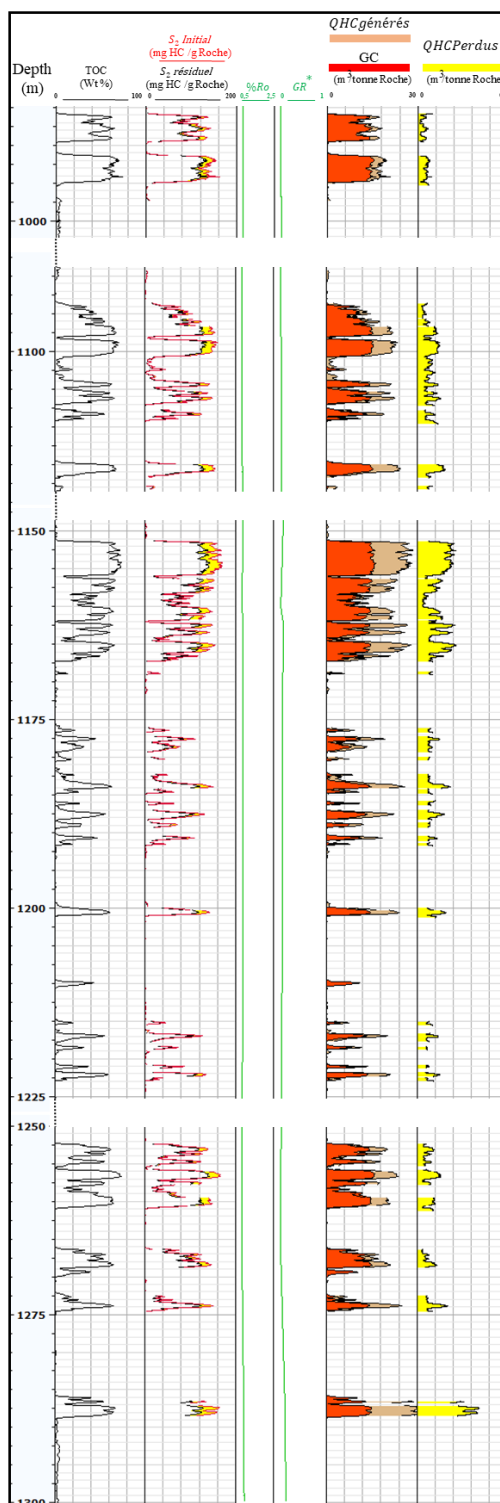 QHCgénérés
S₂ Initial
(mg HC /g Roche)
GC
QHCPerdus
Depth
(m)
TOC
(Wt %)
S₂ résiduel
(mg HC /g Roche)
%Ro
GR*
(m³tonne Roche)
(m³tonne Roche)
0 100 0 200 0,5 2,5 0 1 0 30 0
1000
1100
1150
1175
1200
1225
1250
1275
1300